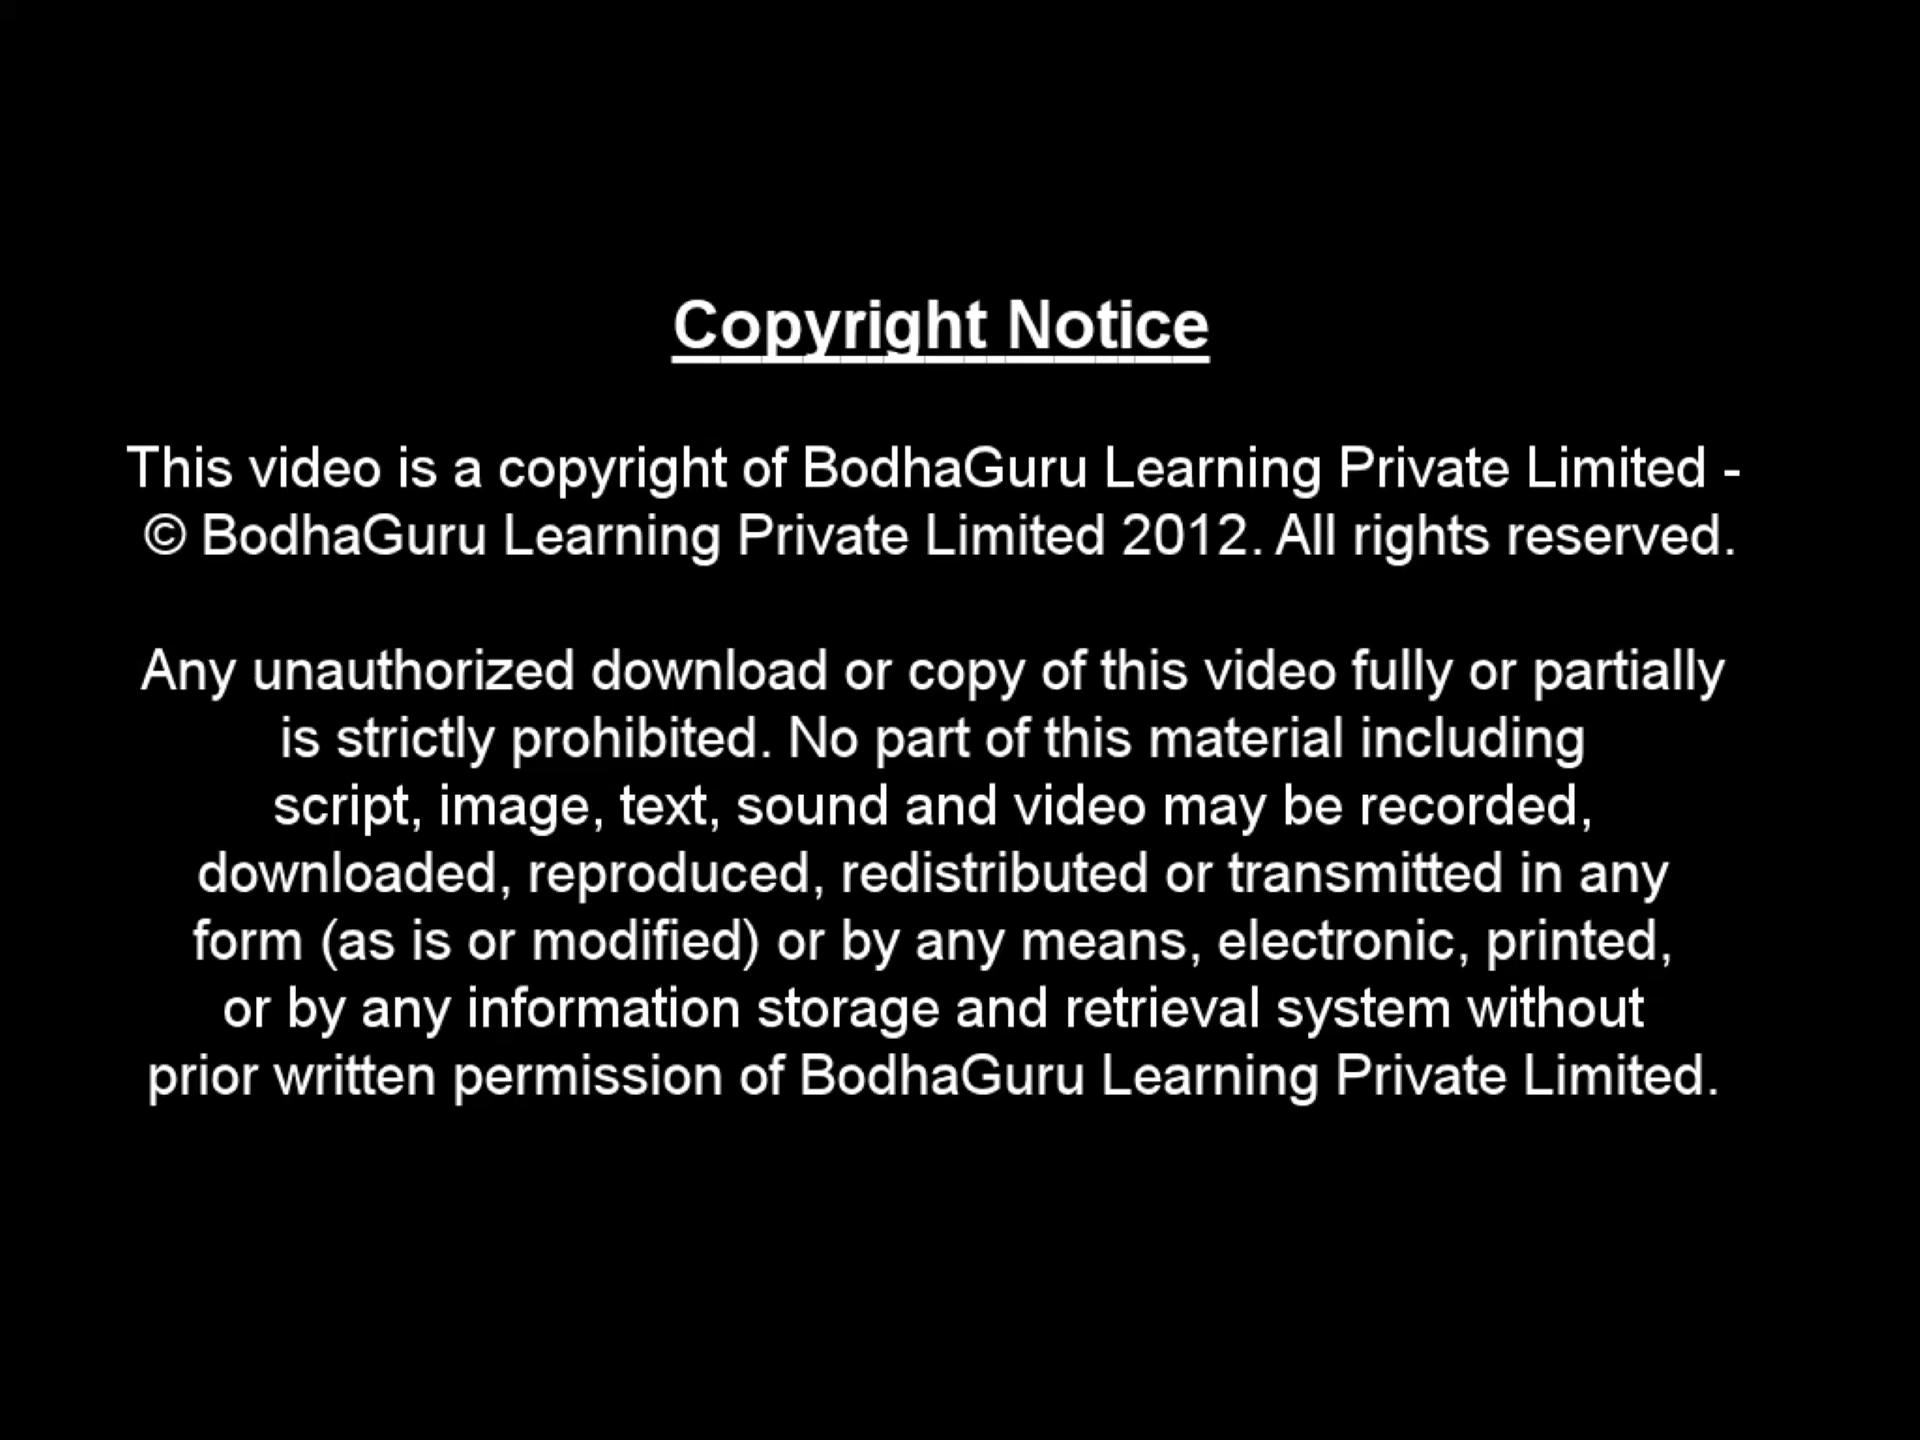 Copyright Notice
This video is a copyright of BodhaGuru Learning Private Limited -
© BodhaGuru Learning Private Limited 2012. All rights reserved.
Any unauthorized download or copy of this video fully or partially
is strictly prohibited. No part of this material including
script, image, text, sound and video may be recorded,
downloaded, reproduced, redistributed or transmitted in any
form (as is or modified) or by any means, electronic, printed,
or by any information storage and retrieval system without
prior written permission of BodhaGuru Learning Private Limited.